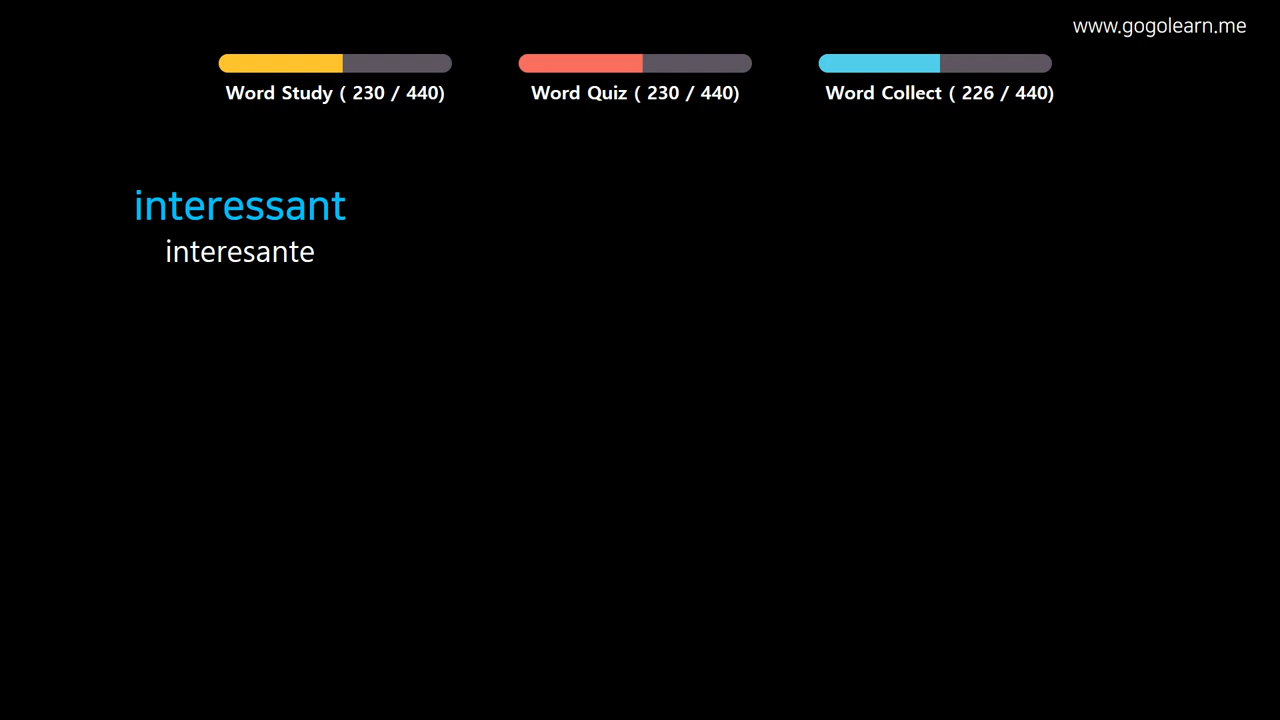 www.gogolearn.me
Word Study ( 230 / 440)
Word Quiz ( 230 / 440)
Word Collect ( 226 / 440)
interessant
interesante